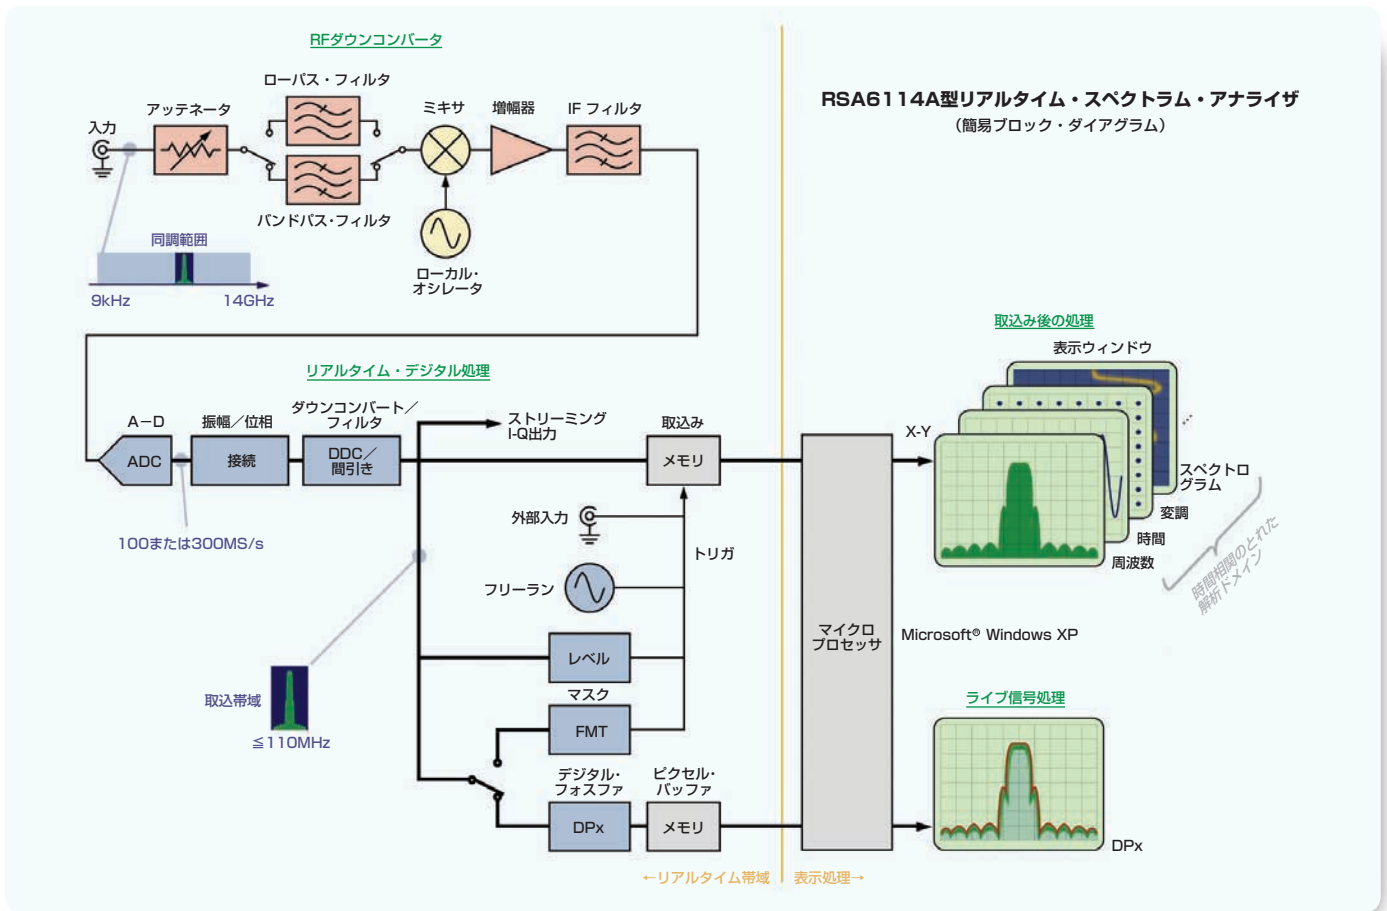 RFダウンコンバータ
RSA6114A型リアルタイム・スペクトラム・アナライザ
（簡易ブロック・ダイアグラム）
入力
アッテネータ
ローパス・フィルタ
バンドパス・フィルタ
ミキサ
増幅器
IF フィルタ
ローカル・
オシレータ
同調範囲
9kHz
14GHz
リアルタイム・デジタル処理
A－D
ADC
振幅／位相
接続
ダウンコンバート／
フィルタ
DDC／
間引き
100または300MS/s
ストリーミング
I-Q出力
取込み
メモリ
外部入力
トリガ
フリーラン
レベル
マスク
FMT
取込帯域
≦110MHz
デジタル・
フォスファ
DPx
ピクセル・
バッファ
メモリ
マイクロ
プロセッサ
Microsoft® Windows XP
取込み後の処理
表示ウィンドウ
X-Y
スペクトロ
グラム
変調
時間
周波数
時間相関のとれた
解析ドメイン
ライブ信号処理
DPx
←リアルタイム帯域
表示処理→